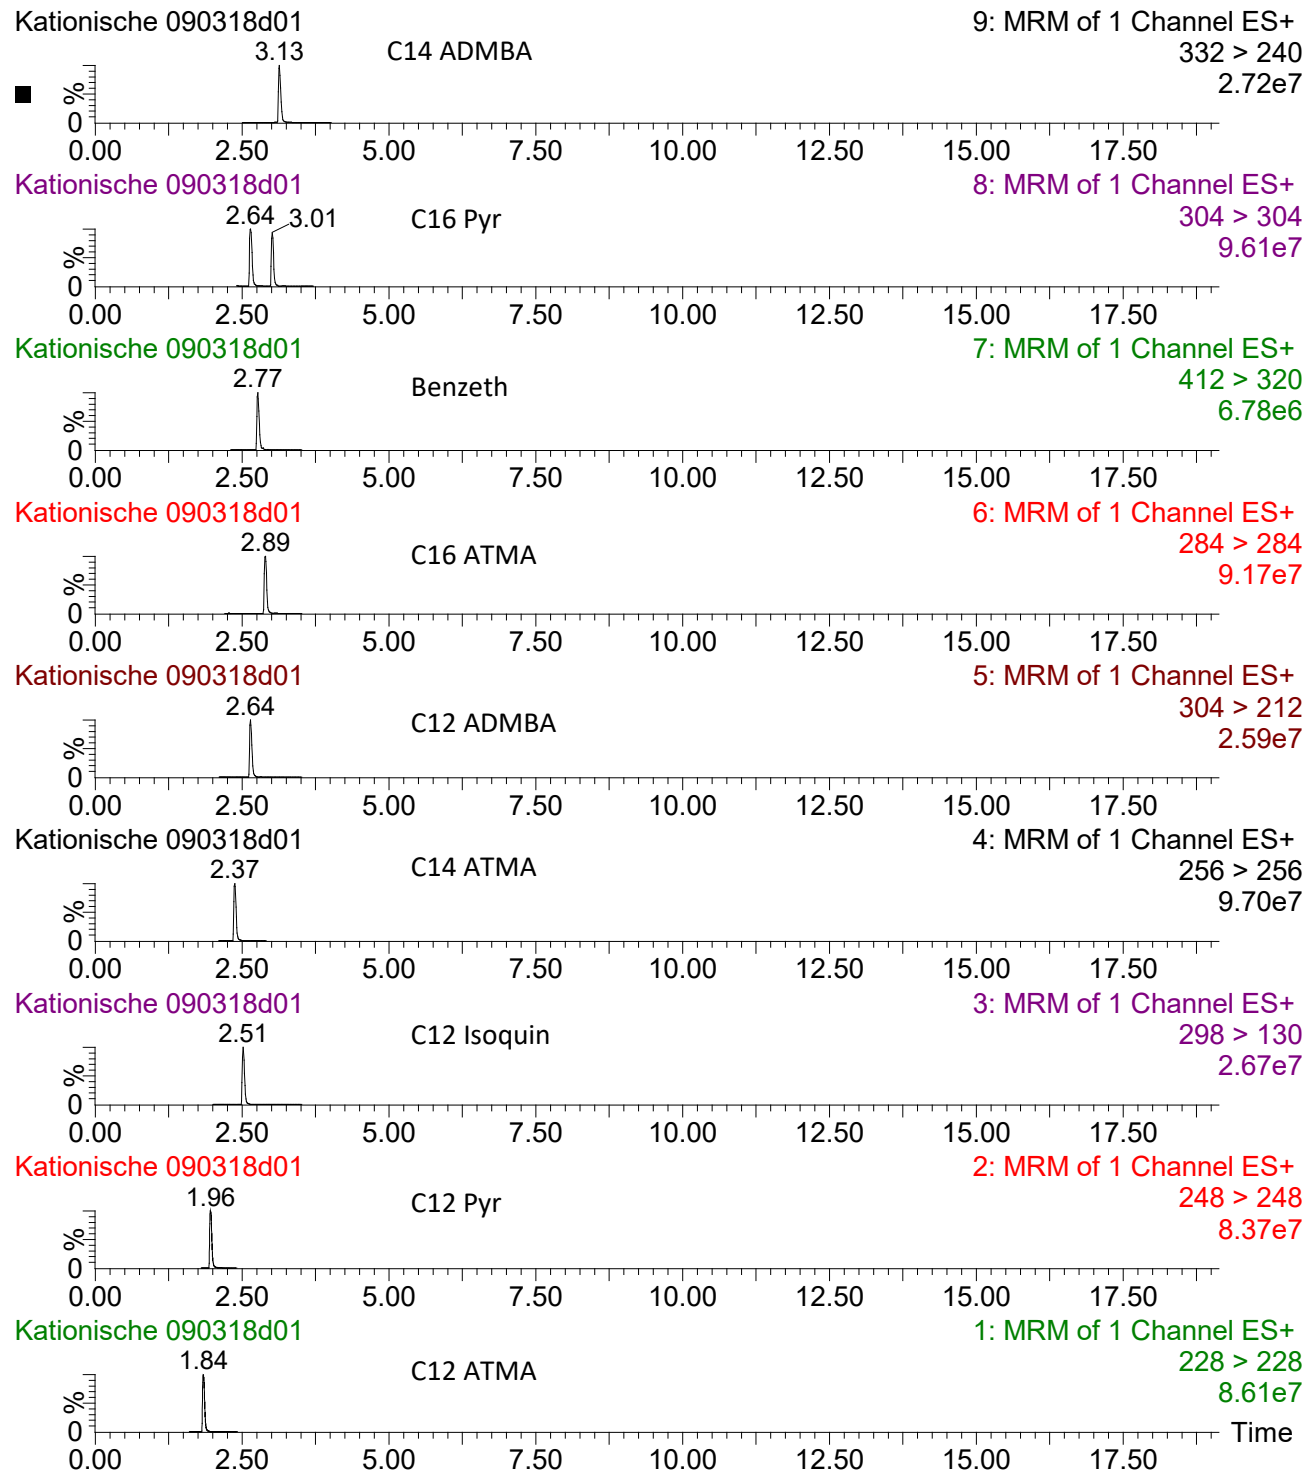 Kationische 090318d01
9: MRM of 1 Channel ES+
3.13
C14 ADMBA
332 > 240
2.72e7
%
0
0.00 2.50 5.00 7.50 10.00 12.50 15.00 17.50
Kationische 090318d01
8: MRM of 1 Channel ES+
2.64
3.01
C16 Pyr
304 > 304
9.61e7
%
0
0.00 2.50 5.00 7.50 10.00 12.50 15.00 17.50
Kationische 090318d01
7: MRM of 1 Channel ES+
2.77
Benzeth
412 > 320
6.78e6
%
0
0.00 2.50 5.00 7.50 10.00 12.50 15.00 17.50
Kationische 090318d01
6: MRM of 1 Channel ES+
2.89
C16 ATMA
284 > 284
9.17e7
%
0
0.00 2.50 5.00 7.50 10.00 12.50 15.00 17.50
Kationische 090318d01
5: MRM of 1 Channel ES+
2.64
C12 ADMBA
304 > 212
2.59e7
%
0
0.00 2.50 5.00 7.50 10.00 12.50 15.00 17.50
Kationische 090318d01
4: MRM of 1 Channel ES+
2.37
C14 ATMA
256 > 256
9.70e7
%
0
0.00 2.50 5.00 7.50 10.00 12.50 15.00 17.50
Kationische 090318d01
3: MRM of 1 Channel ES+
2.51
C12 Isoquin
298 > 130
2.67e7
%
0
0.00 2.50 5.00 7.50 10.00 12.50 15.00 17.50
Kationische 090318d01
2: MRM of 1 Channel ES+
1.96
C12 Pyr
248 > 248
8.37e7
%
0
0.00 2.50 5.00 7.50 10.00 12.50 15.00 17.50
Kationische 090318d01
1: MRM of 1 Channel ES+
1.84
C12 ATMA
228 > 228
8.61e7
%
0
Time
0.00 2.50 5.00 7.50 10.00 12.50 15.00 17.50